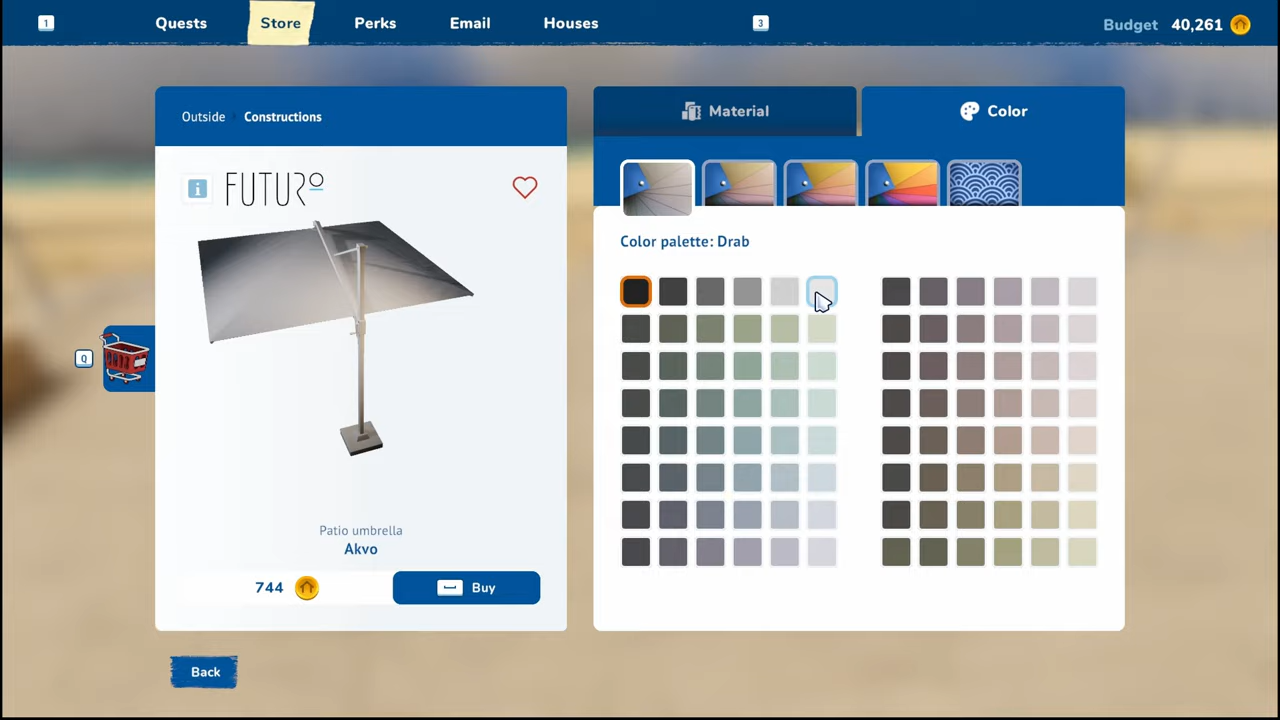 1
Quests
Store
Perks
Email
Houses
3
Budget 40,261
Outside
Constructions
Material
Color
i FUTURO
Color palette: Drab
Q
Patio umbrella
Akvo
744
Buy
Back